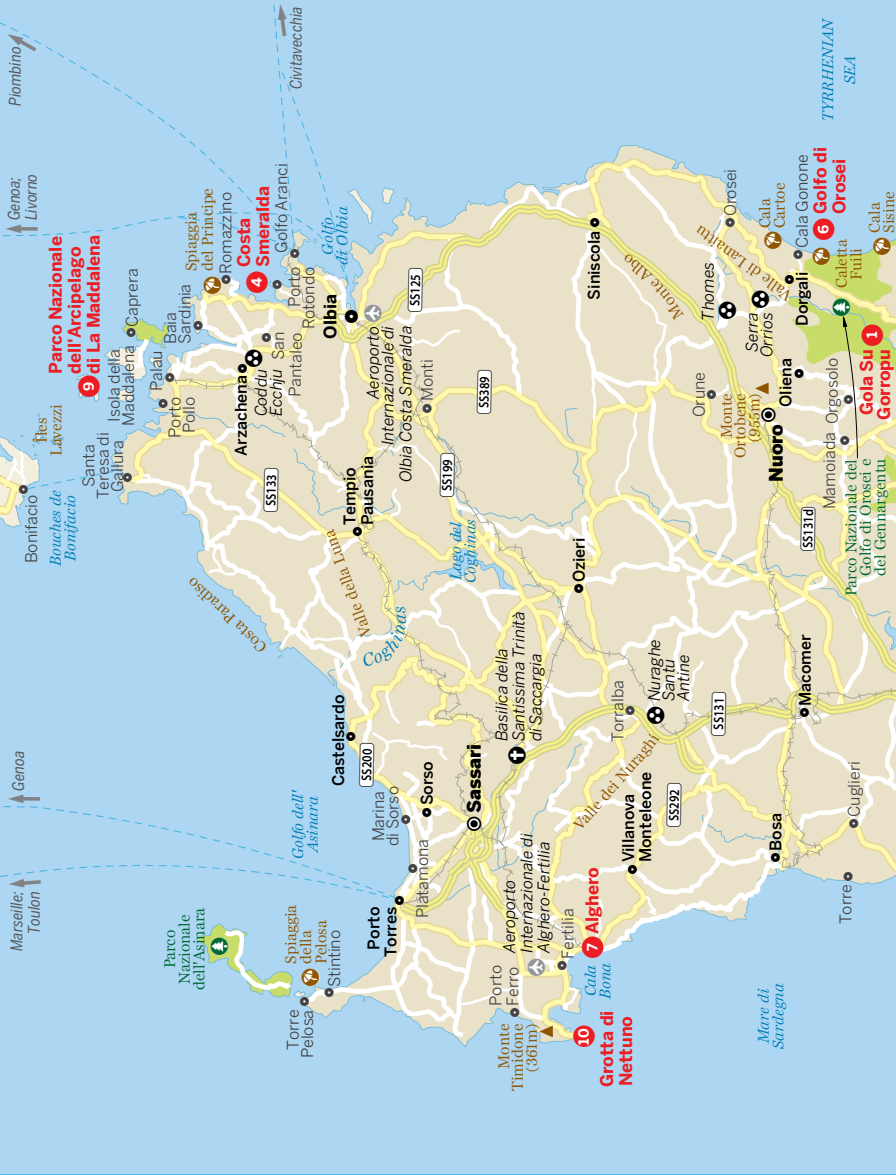 Piombino
Civitavecchia
Genoa;
Livorno
Genoa
Marseille;
Toulon
TYRRHENIAN
SEA
Bonifacio
Îles
Lavezzi
Bouches de
Bonifacio
9
Parco Nazionale
dell'Arcipelago
di La Maddalena
Santa
Teresa di
Gallura
Isola della
Maddalena
Caprera
Palau
Porto
Pollo
Baia
Sardinia
Spiaggia
del Principe
Romazzino
4 Costa
Smeralda
Golfo Aranci
Porto
Rotondo
Golfo
di Olbia
Arzachena
Coddu
Ecchju
San
Pantaleo
Olbia
Aeroporto
Internazionale di
Olbia Costa Smeralda
SS125
Monti
SS389
SS199
SS133
Tempio
Pausania
Valle della Luna
Costa Paradiso
Coghinas
Lago del
Coghinas
Castelsardo
SS200
Golfo dell'
Asinara
Marina
di Sorso
Sorso
Platamona
Sassari
Porto
Torres
Parco
Nazionale
dell'Asinara
Spiaggia
della
Pelosa
Stintino
Torre
Pelosa
Basilica della
Santissima Trinità
di Saccargia
Ozieri
Torralba
Nuraghe
Santu
Antine
Valle dei Nuraghi
SS131
SS292
Villanova
Monteleone
Aeroporto
Internazionale di
Alghero-Fertilia
Fertilia
7 Alghero
Cala
Bona
Porto
Ferro
Monte
Timidone
(361m)
10
Grotta di
Nettuno
Mare di
Sardegna
Bosa
Macomer
Cuglieri
Torre
Siniscola
Monte Albo
Orosei
Thomes
Valle di Lanaittu
Serra
Orrios
Cala
Cartoe
Cala Gonone
6 Golfo di
Orosei
Dorgali
Caletta
Fuili
Cala
Sisine
Orune
Monte
Ortobene
(955m)
Nuoro
Oliena
Mamoiada
Orgosolo
Gola Su 1
Gorropu
SS131d
Parco Nazionale del
Golfo di Orosei e
del Gennargentu